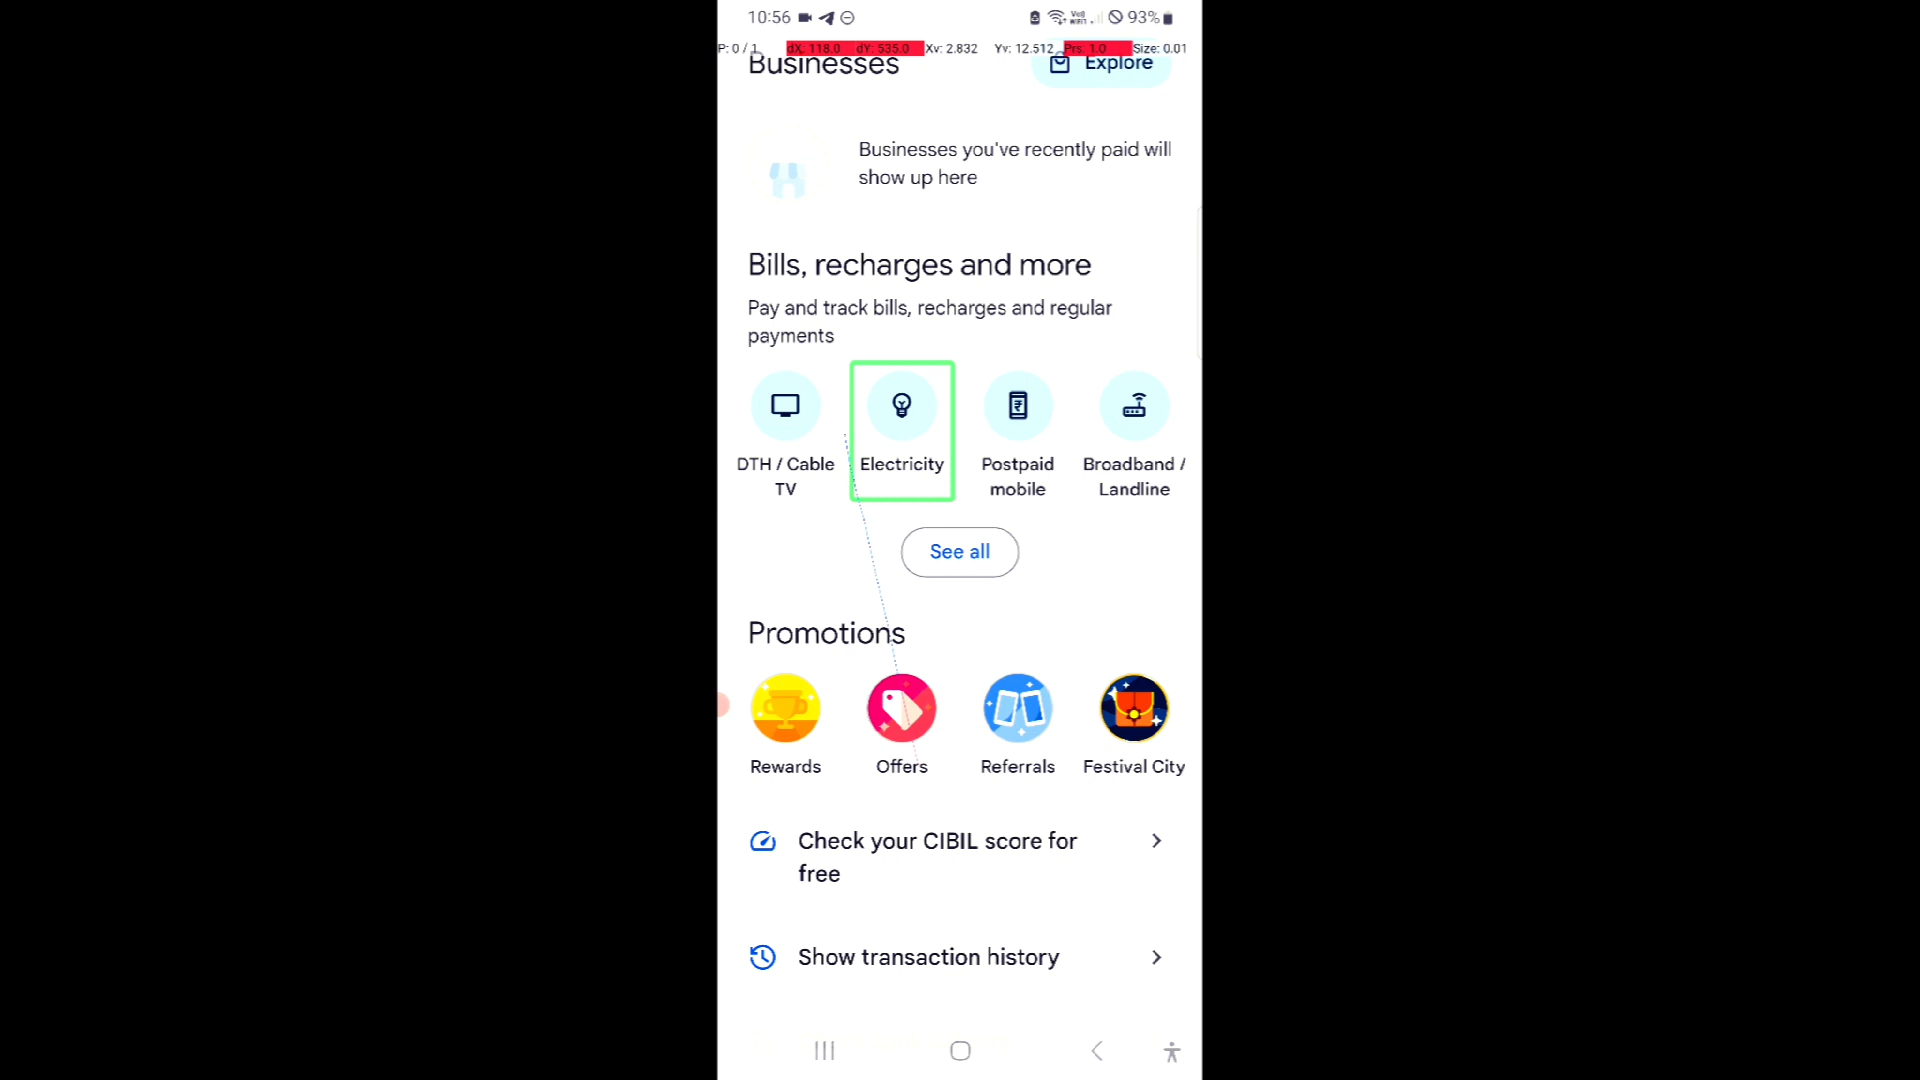 10:56 Vo)) WIFI1 93%
P: 0 / 1 dX: 118.0 dY: 535.0 Xv: 2.832 Yv: 12.512 Prs: 1.0 Size: 0.01
Businesses
Explore
Businesses you've recently paid will
show up here
Bills, recharges and more
Pay and track bills, recharges and regular
payments
DTH / Cable
TV
Electricity
Postpaid
mobile
Broadband /
Landline
See all
Promotions
Rewards
Offers
Referrals
Festival City
Check your CIBIL score for
free
Show transaction history